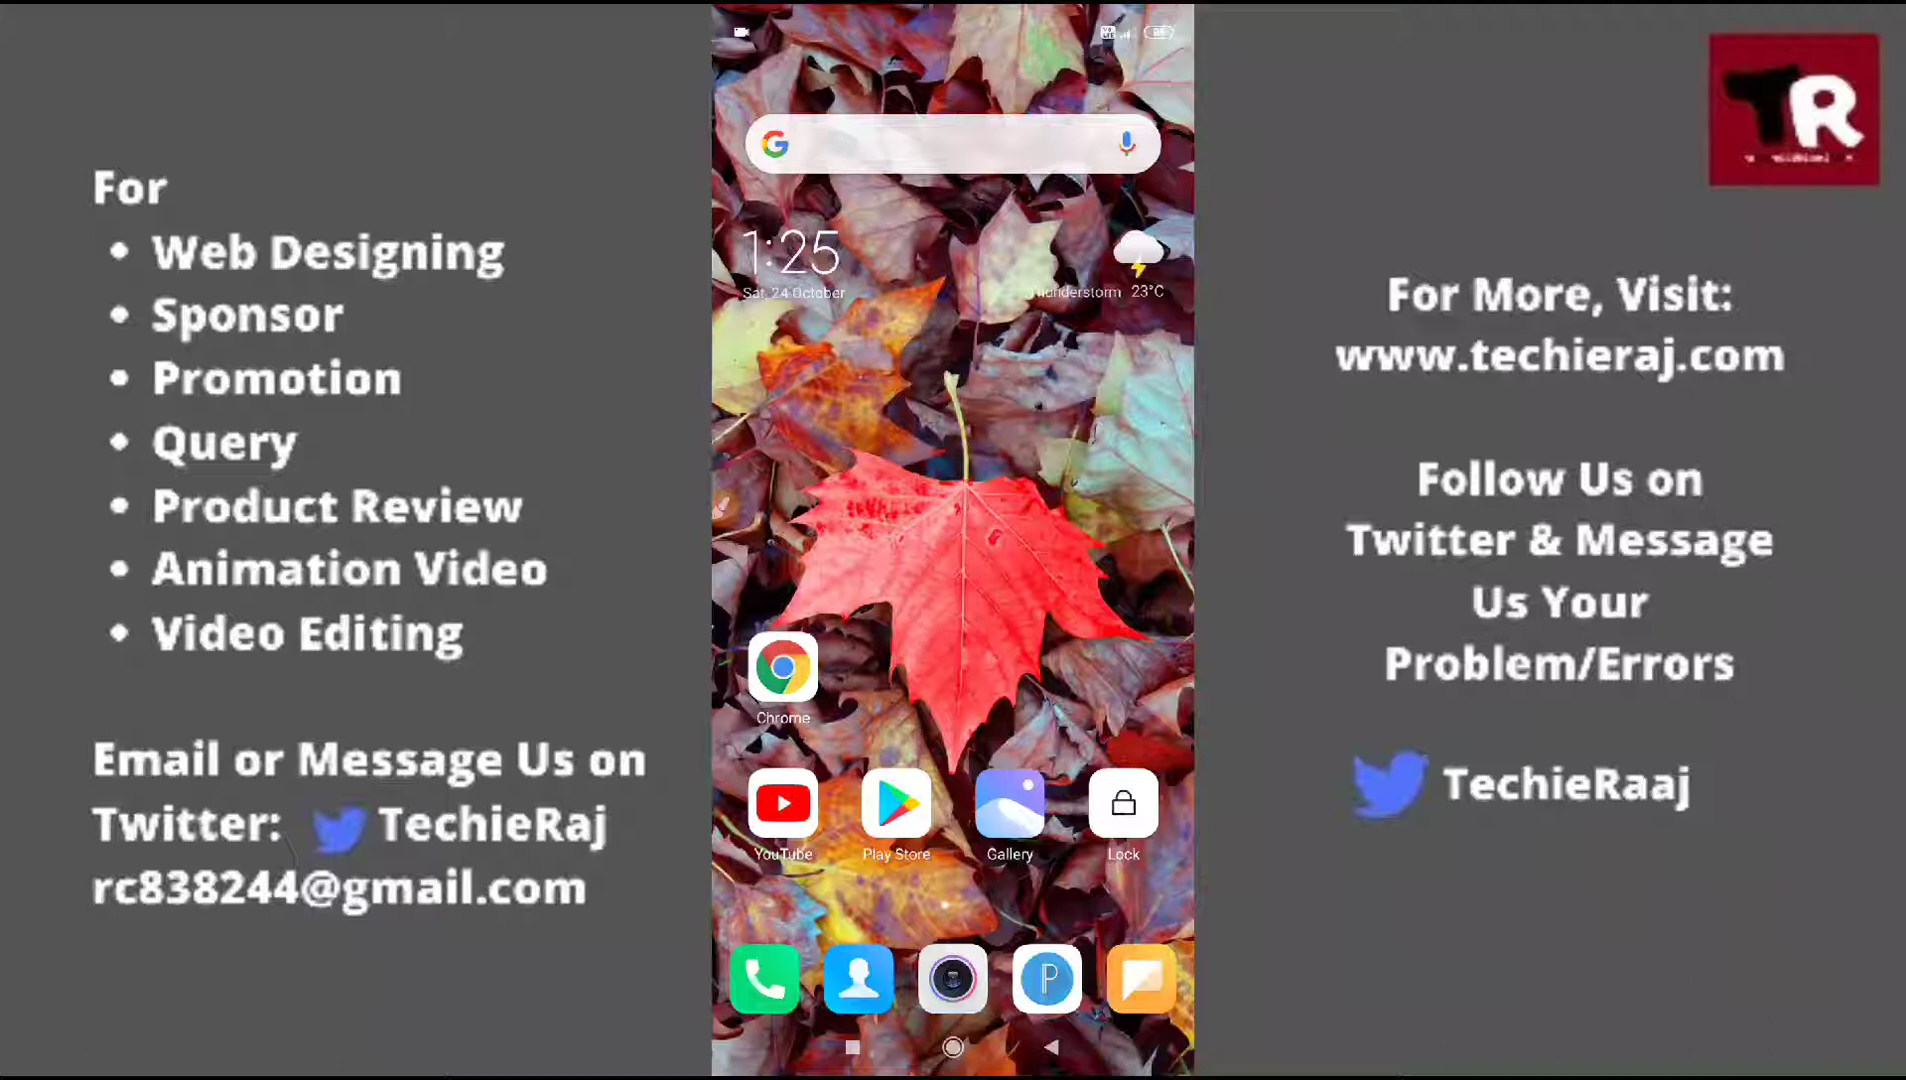 For
• Web Designing
• Sponsor
• Promotion
• Query
• Product Review
• Animation Video
• Video Editing
Email or Message Us on
Twitter: TechieRaj
rc838244@gmail.com
1:25
Sat, 24 October
Thunderstorm 23°C
Chrome
YouTube
Play Store
Gallery
Lock
TR
For More, Visit:
www.techieraj.com
Follow Us on
Twitter & Message
Us Your
Problem/Errors
TechieRaaj